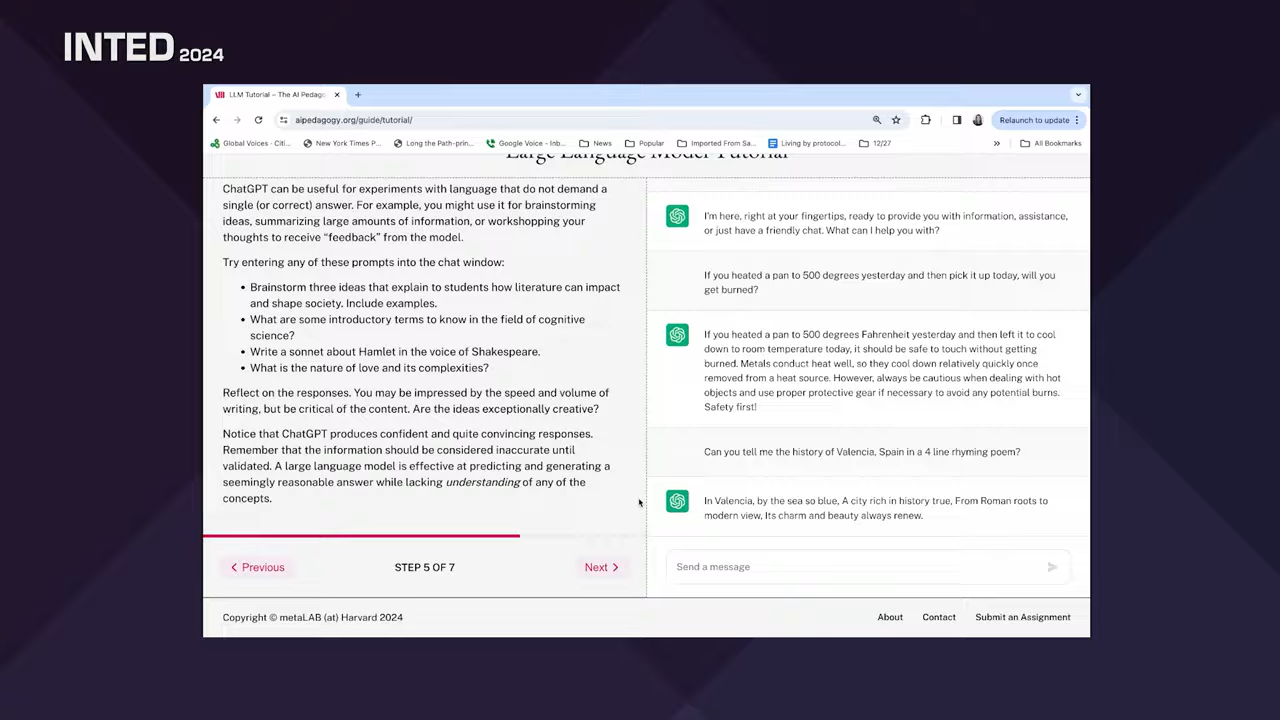 INTED 2024
LLM Tutorial – The AI Pedago
aipedagogy.org/guide/tutorial/
Relaunch to update
Global Voices - Citi...
New York Times P...
Long the Path-prin...
Google Voice - Inb...
News
Popular
Imported From Sa...
Living by protocol...
12/27
»
All Bookmarks
Large Language Model Tutorial
ChatGPT can be useful for experiments with language that do not demand a
single (or correct) answer. For example, you might use it for brainstorming
ideas, summarizing large amounts of information, or workshopping your
thoughts to receive “feedback” from the model.
Try entering any of these prompts into the chat window:
• Brainstorm three ideas that explain to students how literature can impact
and shape society. Include examples.
• What are some introductory terms to know in the field of cognitive
science?
• Write a sonnet about Hamlet in the voice of Shakespeare.
• What is the nature of love and its complexities?
Reflect on the responses. You may be impressed by the speed and volume of
writing, but be critical of the content. Are the ideas exceptionally creative?
Notice that ChatGPT produces confident and quite convincing responses.
Remember that the information should be considered inaccurate until
validated. A large language model is effective at predicting and generating a
seemingly reasonable answer while lacking understanding of any of the
concepts.
Previous
STEP 5 OF 7
Next
I'm here, right at your fingertips, ready to provide you with information, assistance,
or just have a friendly chat. What can I help you with?
If you heated a pan to 500 degrees yesterday and then pick it up today, will you
get burned?
If you heated a pan to 500 degrees Fahrenheit yesterday and then left it to cool
down to room temperature today, it should be safe to touch without getting
burned. Metals conduct heat well, so they cool down relatively quickly once
removed from a heat source. However, always be cautious when dealing with hot
objects and use proper protective gear if necessary to avoid any potential burns.
Safety first!
Can you tell me the history of Valencia, Spain in a 4 line rhyming poem?
In Valencia, by the sea so blue, A city rich in history true, From Roman roots to
modern view, Its charm and beauty always renew.
Send a message
Copyright © metaLAB (at) Harvard 2024
About
Contact
Submit an Assignment